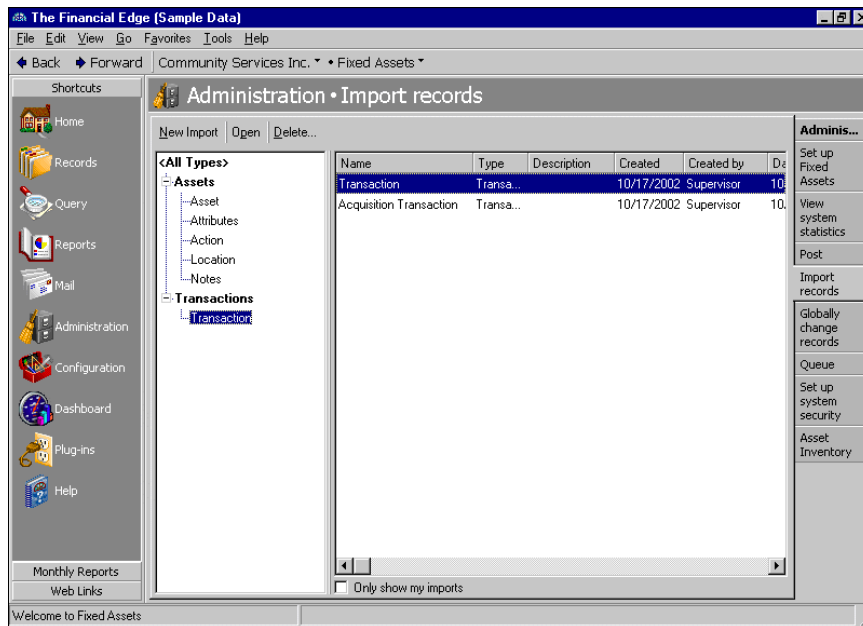 The Financial Edge (Sample Data)
File Edit View Go Favorites Tools Help
Back Forward Community Services Inc. • Fixed Assets
Shortcuts
Home
Records
Query
Reports
Mail
Administration
Configuration
Dashboard
Plug-ins
Help
Monthly Reports
Web Links
Administration • Import records
New Import Open Delete...
<All Types>
Assets
Asset
Attributes
Action
Location
Notes
Transactions
Transaction
Name Type Description Created Created by Da
Transaction Transa... 10/17/2002 Supervisor 10
Acquisition Transaction Transa... 10/17/2002 Supervisor 10.
Only show my imports
Adminis...
Set up
Fixed
Assets
View
system
statistics
Post
Import
records
Globally
change
records
Queue
Set up
system
security
Asset
Inventory
Welcome to Fixed Assets